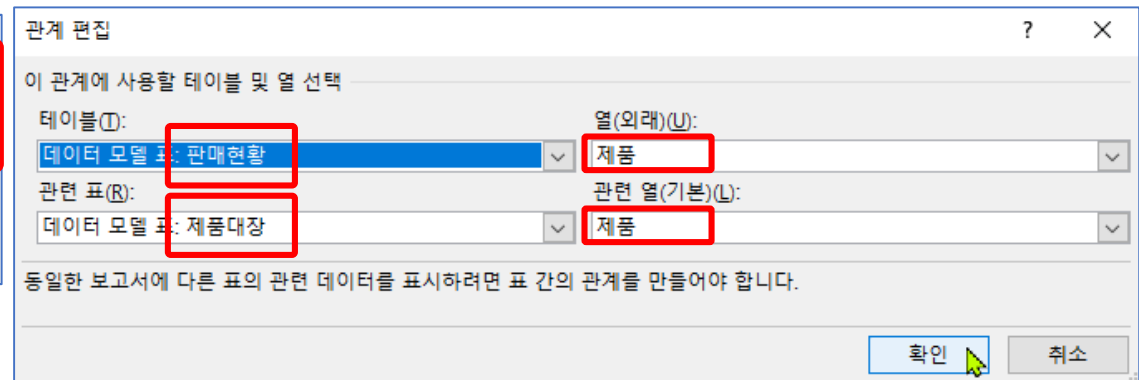 관계 편집 ? ×
이 관계에 사용할 테이블 및 열 선택
테이블(T): 열(외래)(U):
데이터 모델 표: 판매현황 제품
관련 표(R): 관련 열(기본)(L):
데이터 모델 표: 제품대장 제품
동일한 보고서에 다른 표의 관련 데이터를 표시하려면 표 간의 관계를 만들어야 합니다.
확인 취소